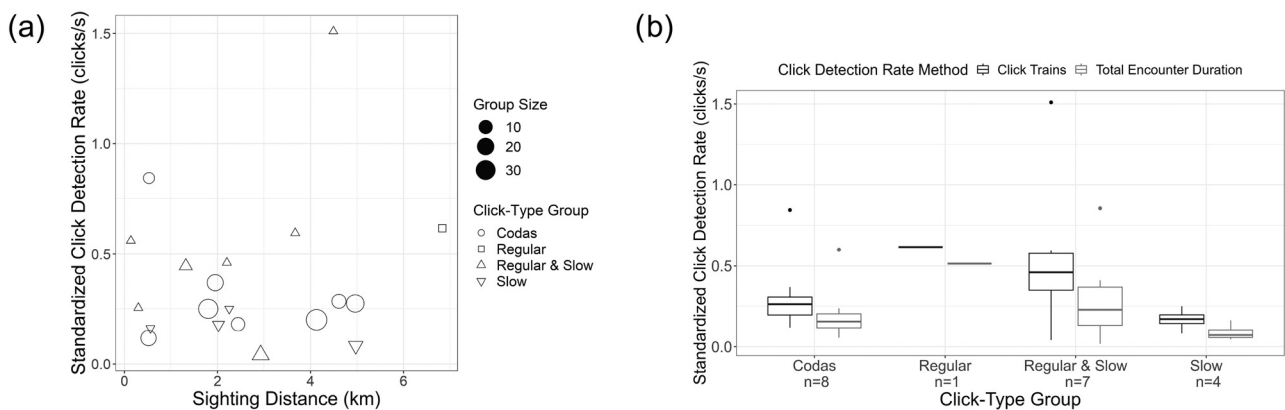 (a)
Standardized Click Detection Rate (clicks/s)
1.5
1.0
0.5
0.0
0
2
4
6
Sighting Distance (km)
Group Size
10
20
30
Click-Type Group
Codas
Regular
Regular & Slow
Slow
(b)
Click Detection Rate Method Click Trains Total Encounter Duration
Standardized Click Detection Rate (clicks/s)
1.5
1.0
0.5
0.0
Codas
n=8
Regular
n=1
Regular & Slow
n=7
Slow
n=4
Click-Type Group